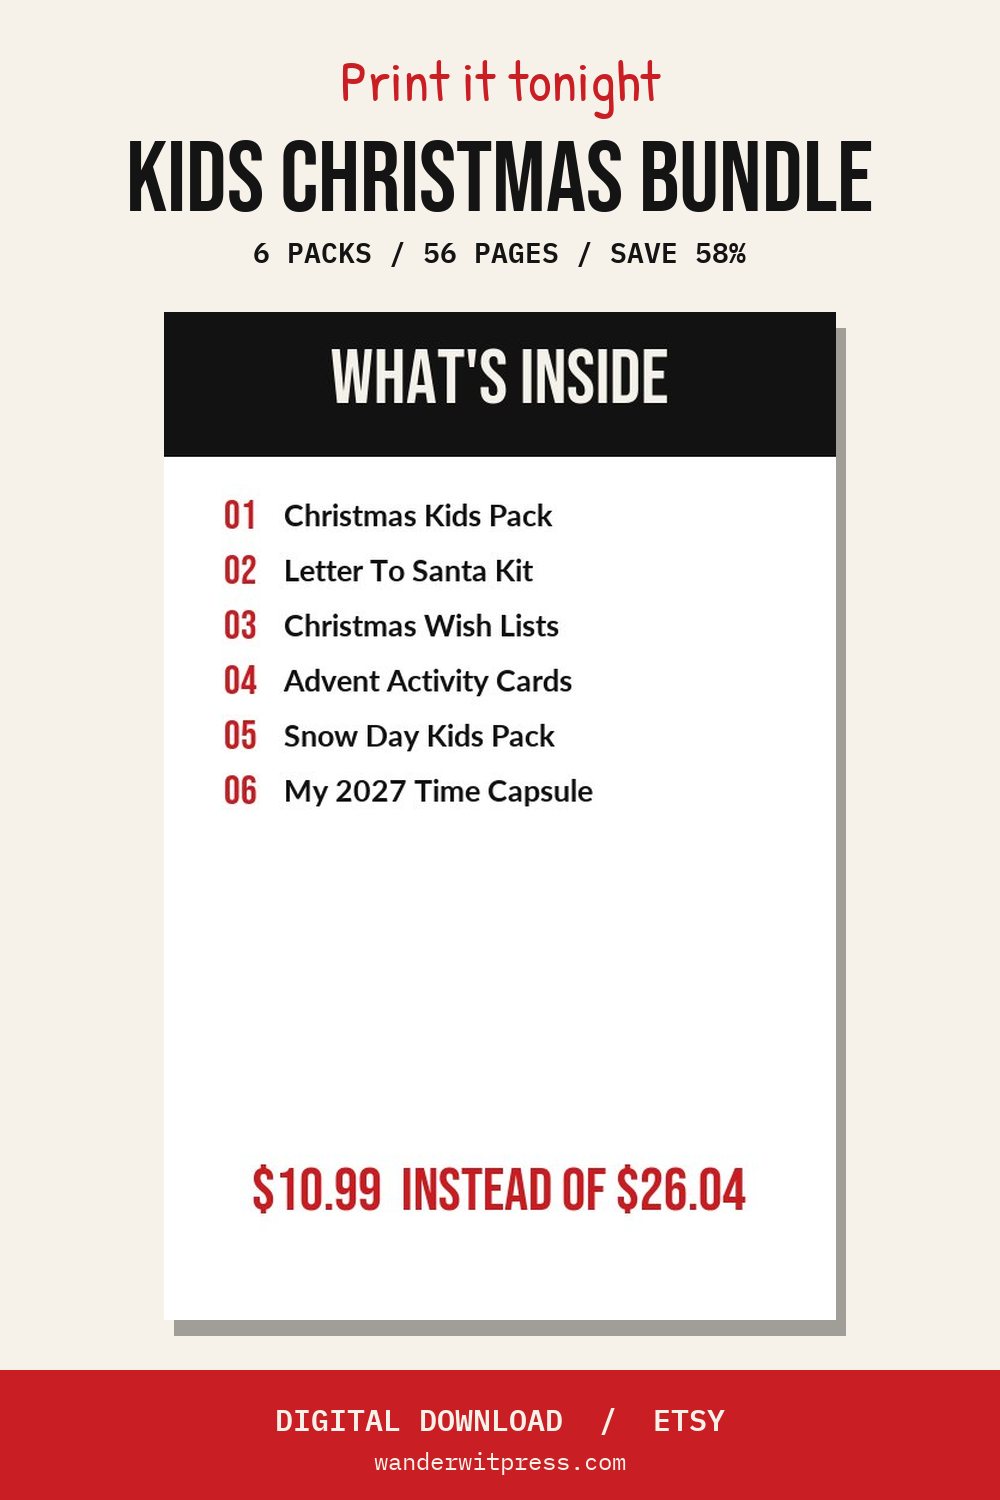 Print it tonight
KIDS CHRISTMAS BUNDLE
6 PACKS / 56 PAGES / SAVE 58%
WHAT'S INSIDE
01 Christmas Kids Pack
02 Letter To Santa Kit
03 Christmas Wish Lists
04 Advent Activity Cards
05 Snow Day Kids Pack
06 My 2027 Time Capsule
$10.99 INSTEAD OF $26.04
DIGITAL DOWNLOAD / ETSY
wanderwitpress.com